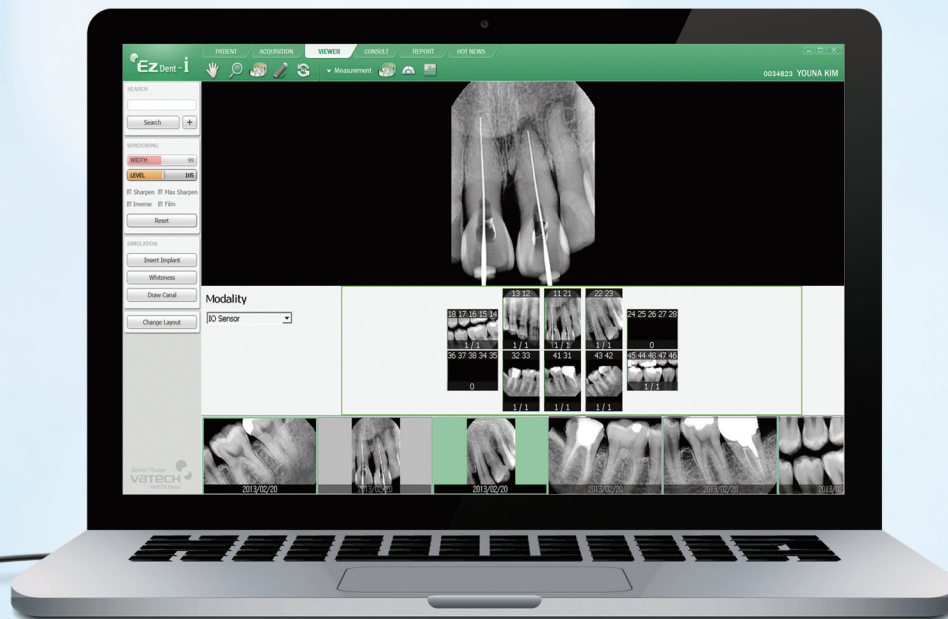 Ez Dent-i
PATIENT ACQUISITION VIEWER CONSULT REPORT HOT NEWS
Measurement
0034823 YOUNA KIM
SEARCH
Search +
WINDOWING
WIDTH 99
LEVEL 105
Sharpen Max Sharpen
Inverse Film
Reset
SIMULATION
Insert Implant
Whiteness
Draw Canal
Change Layout
Modality
IO Sensor
18 17 16 15 14
1 / 1
13 12
1 / 1
11 21
1 / 1
22 23
1 / 1
24 25 26 27 28
0
36 37 38 34 35
0
32 33
1 / 1
41 31
1 / 1
43 42
1 / 1
45 44 48 47 46
1 / 1
2013/02/20
2013/02/20
2013/02/20
2013/02/20
2013/02/20
2013/0
Dental Power
vatech